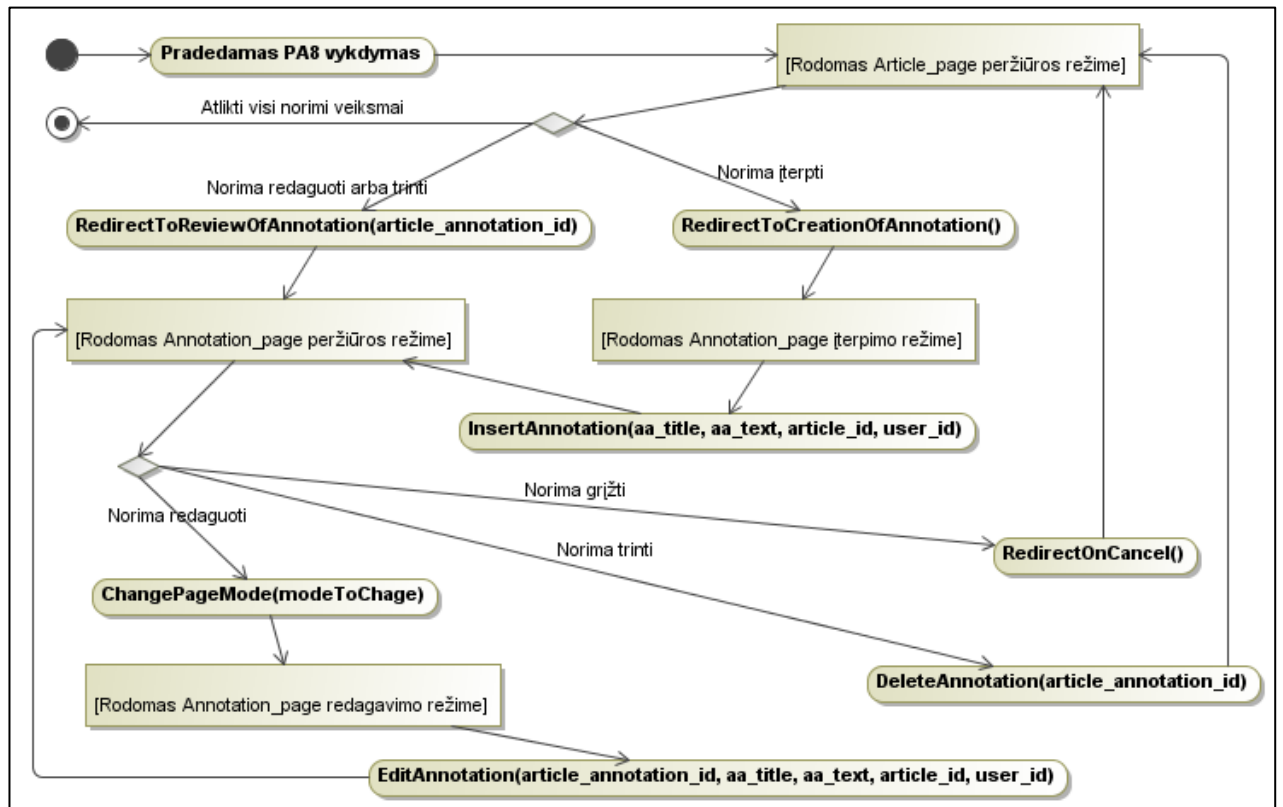 Pradedamas PA8 vykdymas
[Rodomas Article_page peržiūros režime]
Atlikti visi norimi veiksmai
Norima redaguoti arba trinti
Norima įterpti
RedirectToReviewOfAnnotation(article_annotation_id)
RedirectToCreationOfAnnotation()
[Rodomas Annotation_page peržiūros režime]
[Rodomas Annotation_page įterpimo režime]
InsertAnnotation(aa_title, aa_text, article_id, user_id)
Norima grįžti
Norima redaguoti
Norima trinti
RedirectOnCancel()
ChangePageMode(modeToChage)
DeleteAnnotation(article_annotation_id)
[Rodomas Annotation_page redagavimo režime]
EditAnnotation(article_annotation_id, aa_title, aa_text, article_id, user_id)